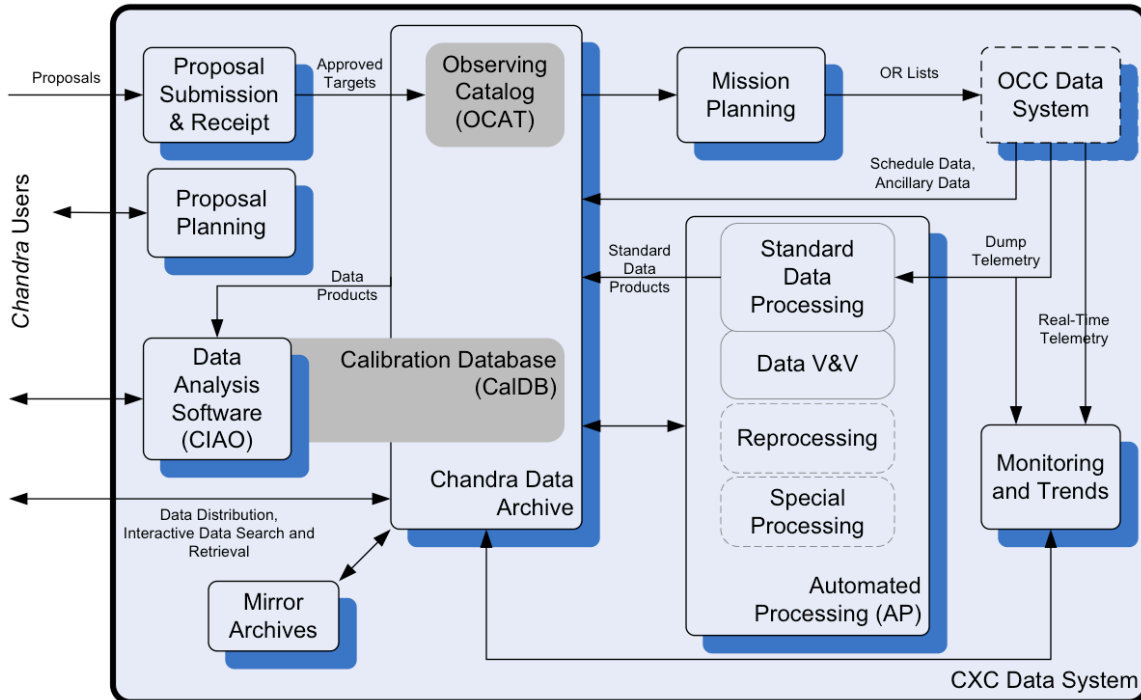 Proposals
Proposal
Submission
& Receipt
Approved
Targets
Observing
Catalog
(OCAT)
Mission
Planning
OR Lists
OCC Data
System
Schedule Data,
Ancillary Data
Chandra Users
Proposal
Planning
Data
Products
Standard
Data
Products
Standard
Data
Processing
Dump
Telemetry
Real-Time
Telemetry
Data
Analysis
Software
(CIAO)
Calibration Database
(CalDB)
Data V&V
Reprocessing
Special
Processing
Monitoring
and Trends
Chandra Data
Archive
Data Distribution,
Interactive Data Search and
Retrieval
Mirror
Archives
Automated
Processing (AP)
CXC Data System